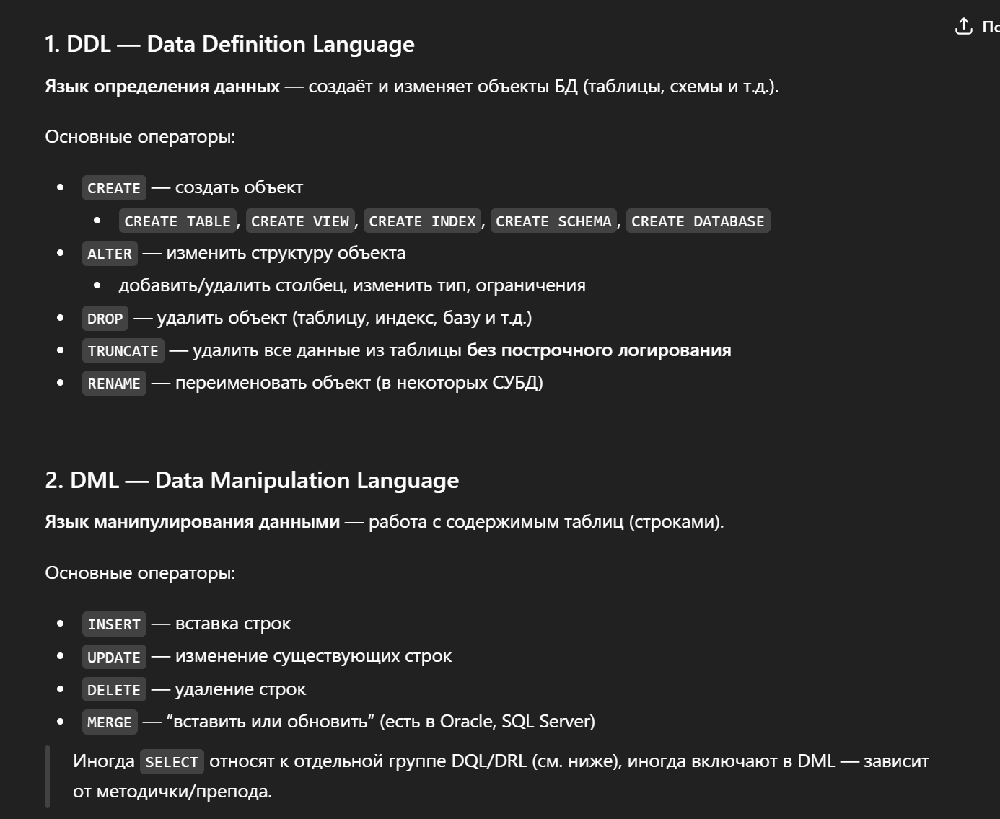 По
1. DDL — Data Definition Language
Язык определения данных — создаёт и изменяет объекты БД (таблицы, схемы и т.д.).
Основные операторы:
CREATE — создать объект
CREATE TABLE, CREATE VIEW, CREATE INDEX, CREATE SCHEMA, CREATE DATABASE
ALTER — изменить структуру объекта
добавить/удалить столбец, изменить тип, ограничения
DROP — удалить объект (таблицу, индекс, базу и т.д.)
TRUNCATE — удалить все данные из таблицы без построчного логирования
RENAME — переименовать объект (в некоторых СУБД)
2. DML — Data Manipulation Language
Язык манипулирования данными — работа с содержимым таблиц (строками).
Основные операторы:
INSERT — вставка строк
UPDATE — изменение существующих строк
DELETE — удаление строк
MERGE — “вставить или обновить” (есть в Oracle, SQL Server)
Иногда SELECT относят к отдельной группе DQL/DRL (см. ниже), иногда включают в DML — зависит
от методички/препода.